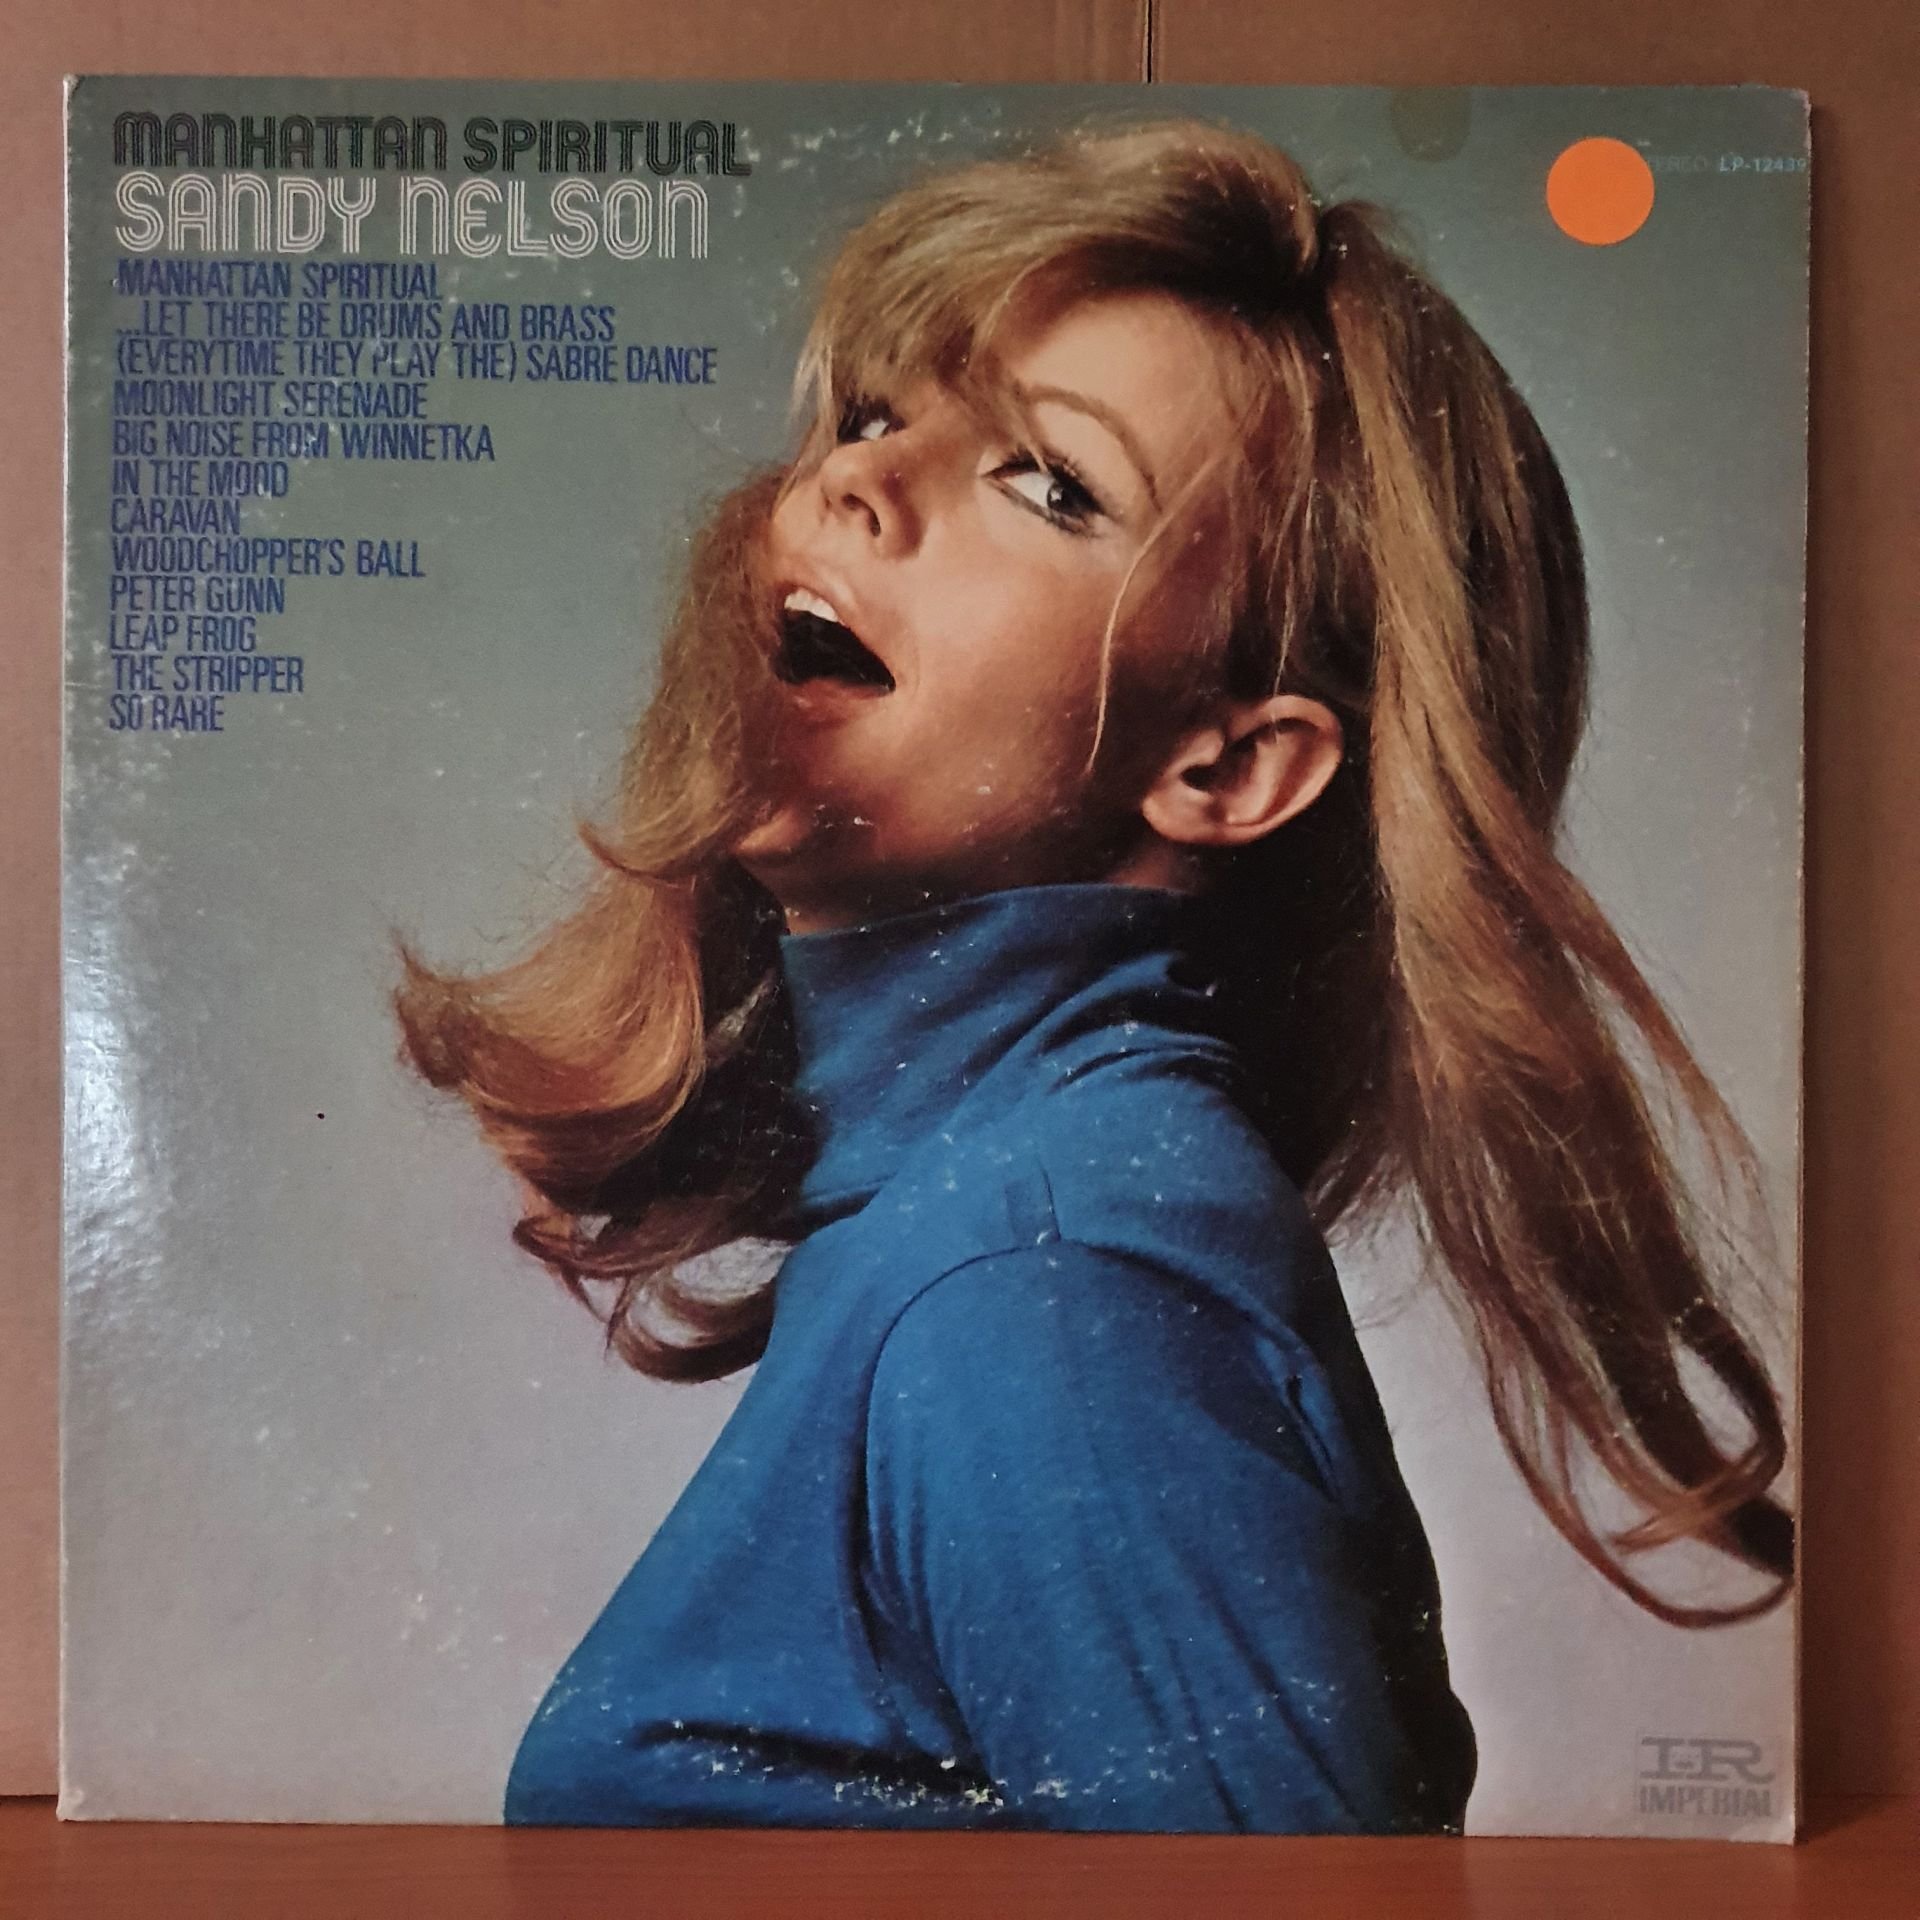 MANHATTAN SPIRITUAL
SANDY NELSON
MANHATTAN SPIRITUAL
...LET THERE BE DRUMS AND BRASS
(EVERYTIME THEY PLAY THE) SABRE DANCE
MOONLIGHT SERENADE
BIG NOISE FROM WINNETKA
IN THE MOOD
CARAVAN
WOODCHOPPER'S BALL
PETER GUNN
LEAP FROG
THE STRIPPER
SO RARE
LP-12439
IR
IMPERIAL